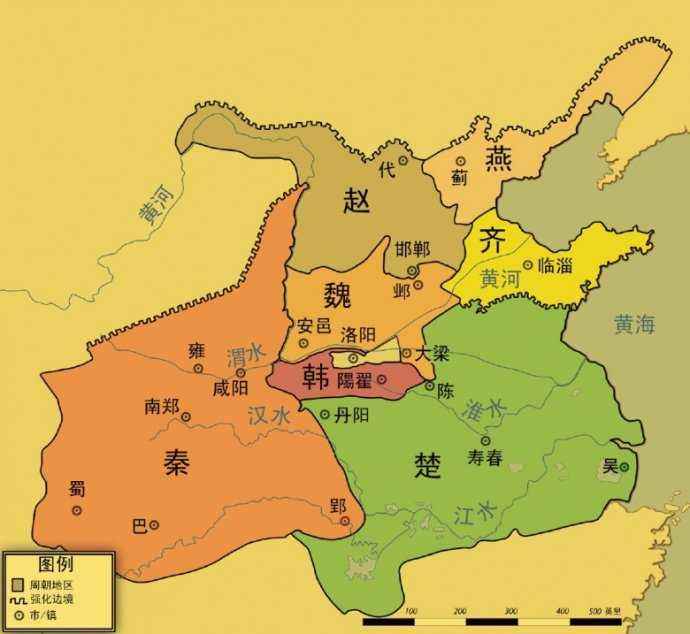 燕
蓟
代
赵
黄河
齐
邯郸
临淄
黄河
邺
魏
黄海
安邑
洛阳
大梁
雍
渭水
咸阳
韩
陽翟
陈
南郑
汉水
丹阳
淮水
秦
楚
寿春
吴
蜀
巴
郢
江水
图例
周朝地区
强化边境
市/镇
100 200 300 400 500 英里